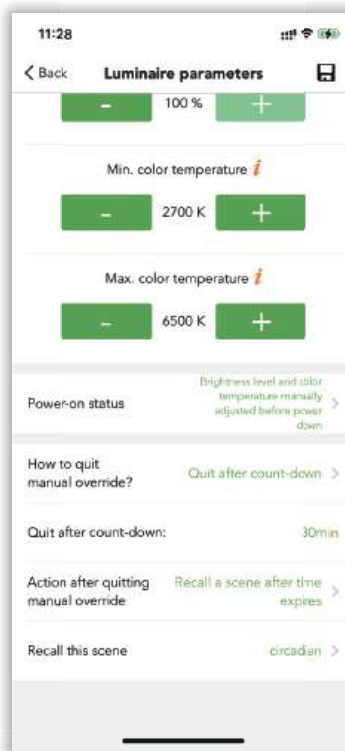 11:28
Back Luminaire parameters
- 100 % +
Min. color temperature i
- 2700 K +
Max. color temperature i
- 6500 K +
Power-on status
Brightness level and color
temperature manually
adjusted before power
down
How to quit
manual override?
Quit after count-down
Quit after count-down: 30min
Action after quitting
manual override
Recall a scene after time
expires
Recall this scene circadian